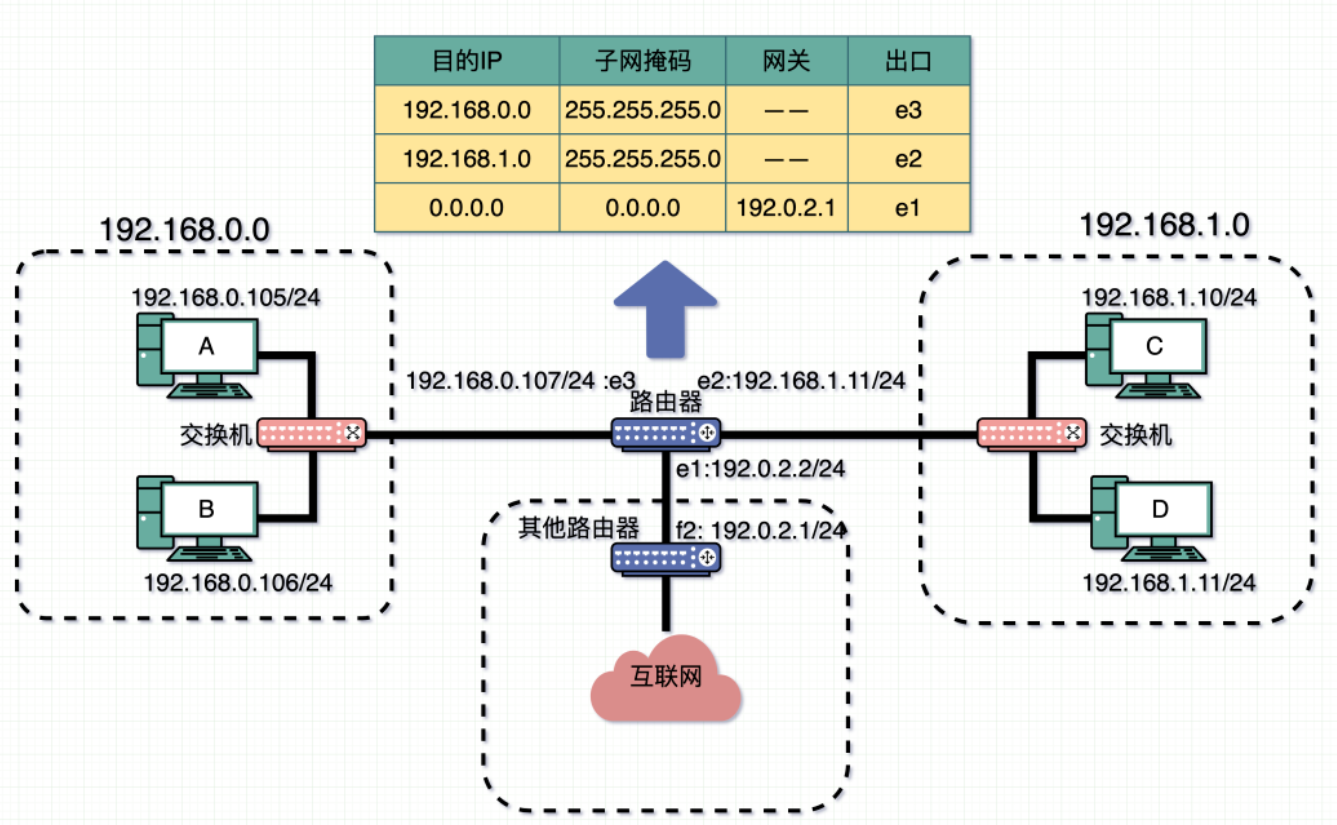 目的IP 子网掩码 网关 出口
192.168.0.0 255.255.255.0 —— e3
192.168.1.0 255.255.255.0 —— e2
0.0.0.0 0.0.0.0 192.0.2.1 e1
192.168.0.0
192.168.1.0
192.168.0.105/24
A
192.168.1.10/24
C
192.168.0.107/24 :e3
e2:192.168.1.11/24
路由器
交换机
交换机
e1:192.0.2.2/24
B
192.168.0.106/24
D
192.168.1.11/24
其他路由器
f2: 192.0.2.1/24
互联网